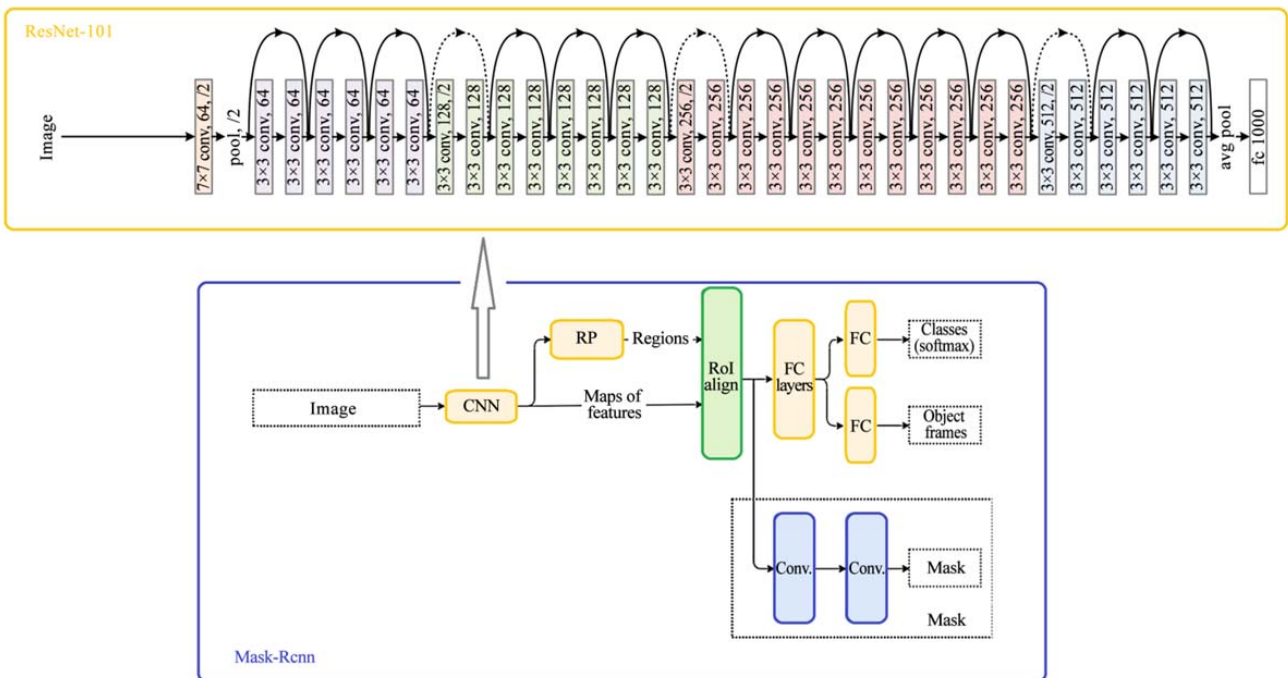 ResNet-101
Image
7×7 conv, 64, /2
pool, /2
3×3 conv, 64
3×3 conv, 64
3×3 conv, 64
3×3 conv, 64
3×3 conv, 64
3×3 conv, 64
3×3 conv, 128, /2
3×3 conv, 128
3×3 conv, 128
3×3 conv, 128
3×3 conv, 128
3×3 conv, 128
3×3 conv, 128
3×3 conv, 128
3×3 conv, 256, /2
3×3 conv, 256
3×3 conv, 256
3×3 conv, 256
3×3 conv, 256
3×3 conv, 256
3×3 conv, 256
3×3 conv, 256
3×3 conv, 256
3×3 conv, 256
3×3 conv, 256
3×3 conv, 256
3×3 conv, 512, /2
3×3 conv, 512
3×3 conv, 512
3×3 conv, 512
3×3 conv, 512
3×3 conv, 512
avg pool
fc 1000
Image
CNN
RP
Regions
Maps of
features
RoI
align
FC
layers
FC
Classes
(softmax)
FC
Object
frames
Conv.
Conv.
Mask
Mask
Mask-Rcnn